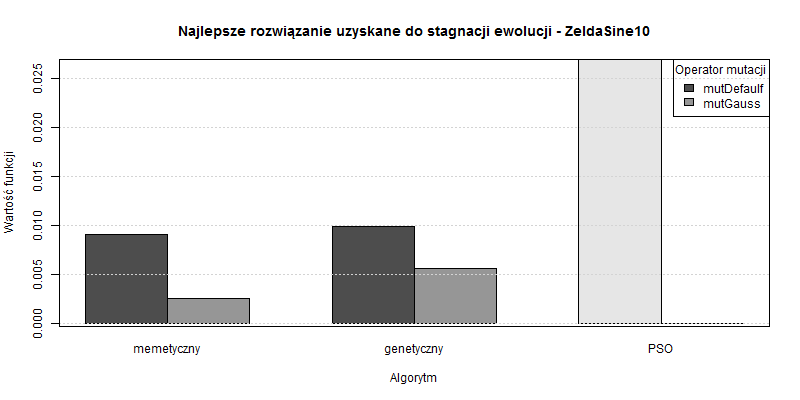 Najlepsze rozwiązanie uzyskane do stagnacji ewolucji - ZeldaSine10
Operator mutacji
mutDefaulf
mutGauss
Wartość funkcji
0.025
0.020
0.015
0.010
0.005
0.000
memetyczny
genetyczny
PSO
Algorytm